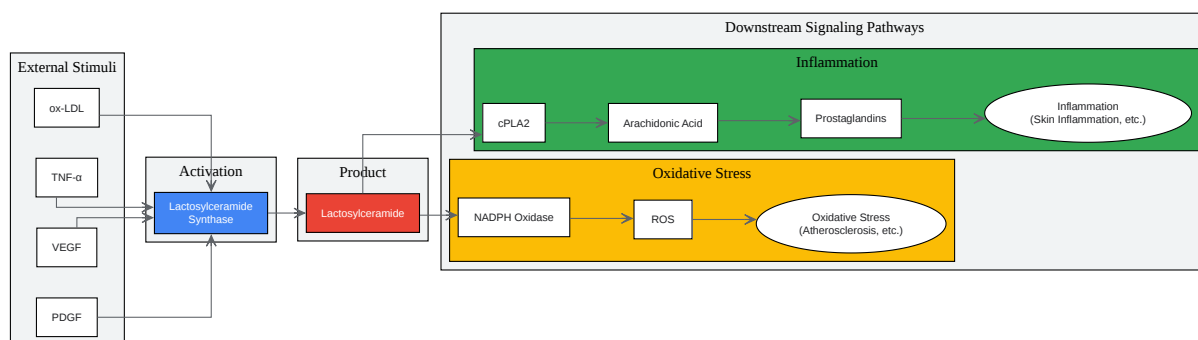 Downstream Signaling Pathways
External Stimuli
Inflammation
ox-LDL
cPLA2
Arachidonic Acid
Prostaglandins
Inflammation
(Skin Inflammation, etc.)
TNF-α
Activation
Product
Oxidative Stress
Lactosylceramide
Synthase
Lactosylceramide
NADPH Oxidase
ROS
Oxidative Stress
(Atherosclerosis, etc.)
VEGF
PDGF